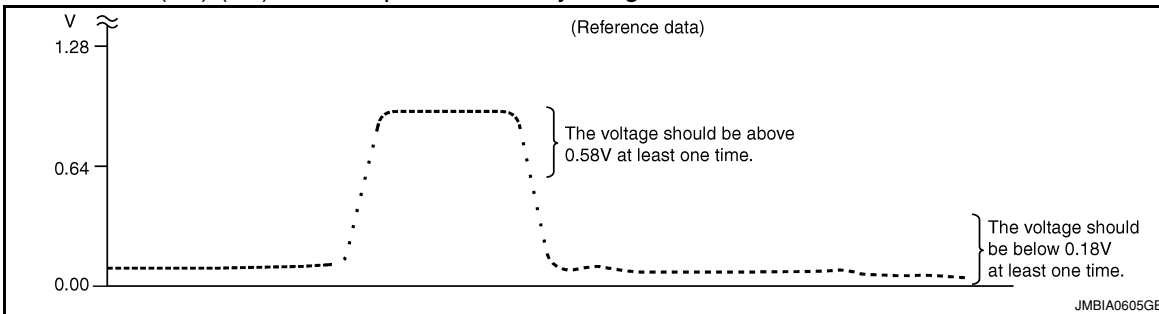 V
(Reference data)
1.28
The voltage should be above
0.58V at least one time.
0.64
The voltage should
be below 0.18V
at least one time.
0.00
JMBIA0605GB